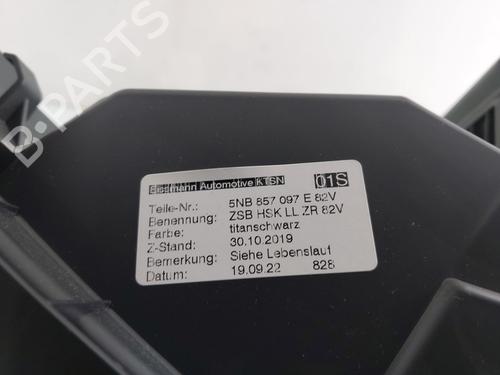 B-PARTS
Eichmann Automotive KTSN 01S
Teile-Nr.: 5NB 857 097 E 82V
Benennung: ZSB HSK LL ZR 82V
Farbe: titanschwarz
Z-Stand: 30.10.2019
Bemerkung: Siehe Lebenslauf
Datum: 19.09.22 828